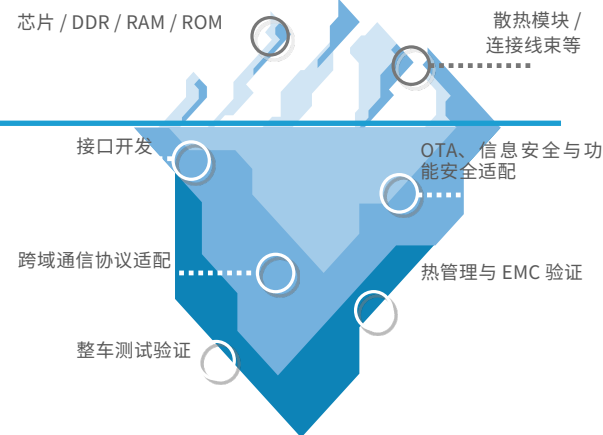 芯片 / DDR / RAM / ROM
散热模块 /
连接线束等
接口开发
OTA、信息安全与功
能安全适配
跨域通信协议适配
热管理与 EMC 验证
整车测试验证